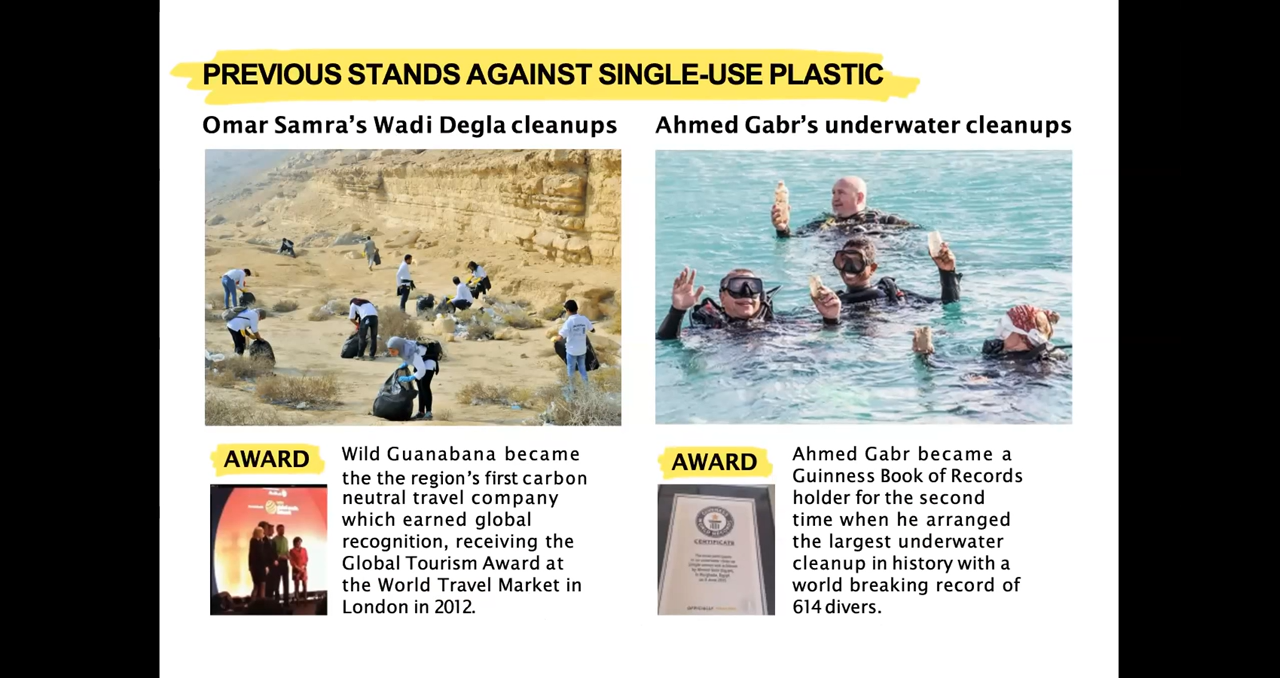 PREVIOUS STANDS AGAINST SINGLE-USE PLASTIC
Omar Samra’s Wadi Degla cleanups
Ahmed Gabr’s underwater cleanups
AWARD
Wild Guanabana became
the the region’s first carbon
neutral travel company
which earned global
recognition, receiving the
Global Tourism Award at
the World Travel Market in
London in 2012.
AWARD
CERTIFICATE
Ahmed Gabr became a
Guinness Book of Records
holder for the second
time when he arranged
the largest underwater
cleanup in history with a
world breaking record of
614 divers.